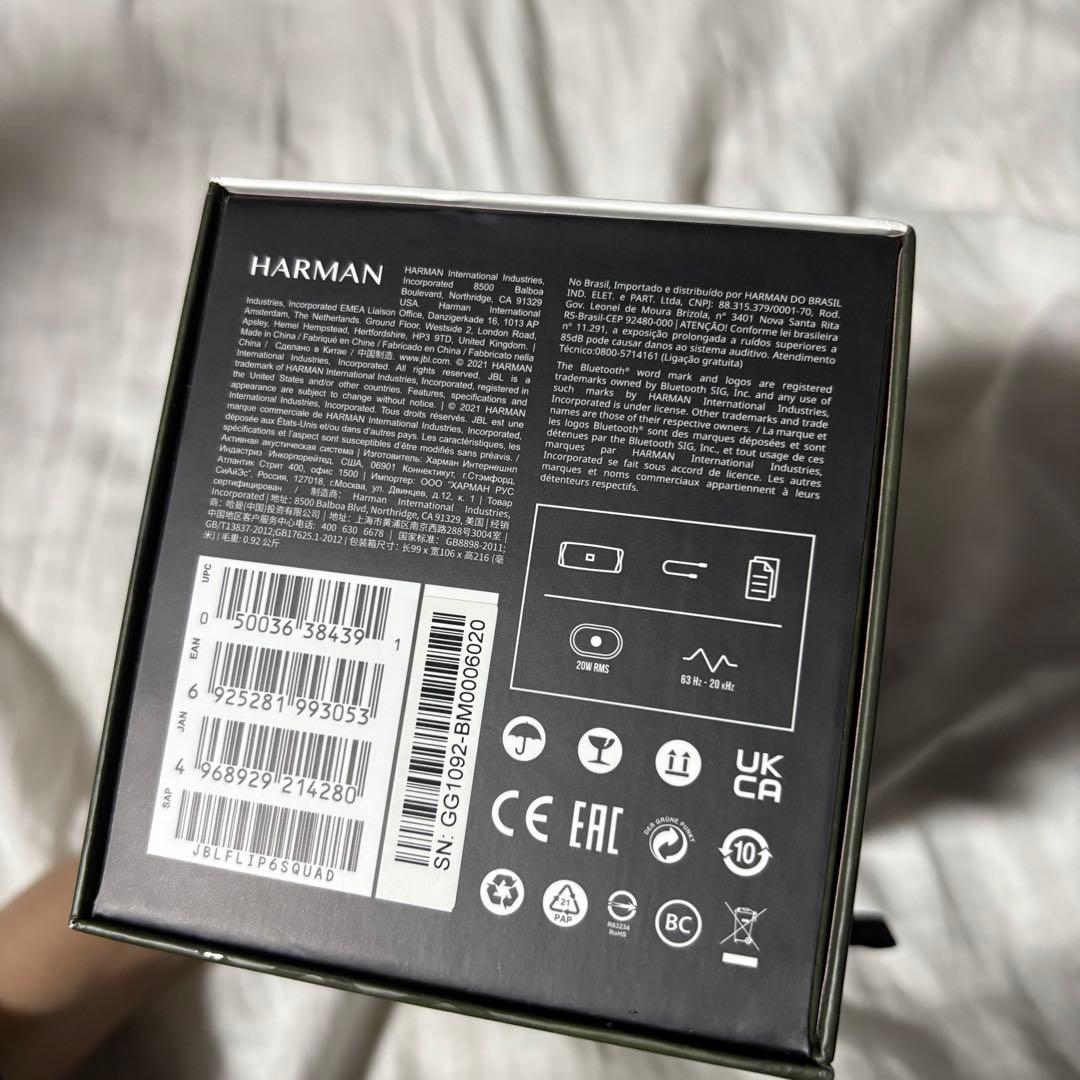 HARMAN
HARMAN International Industries,
Incorporated 8500 Balboa
Boulevard, Northridge, CA 91329
USA. Harman International
Industries, Incorporated EMEA Liaison Office, Danzigerkade 16, 1013 AP
Amsterdam, The Netherlands. Ground Floor, Westside 2, London Road,
Apsley, Hemel Hempstead, Hertfordshire, HP3 9TD, United Kingdom. |
Made in China / Fabriqué en Chine / Fabricado en China / Fabbricato nella
China / Сделано в Китае / 中国制造. www.jbl.com. © 2021 HARMAN
International Industries, Incorporated. All rights reserved. JBL is a
trademark of HARMAN International Industries, Incorporated, registered in
the United States and/or other countries. Features, specifications and
appearance are subject to change without notice. | © 2021 HARMAN
International Industries, Incorporated. Tous droits réservés. JBL est une
marque commerciale de HARMAN International Industries, Incorporated,
déposée aux États-Unis et/ou dans d'autres pays. Les caractéristiques, les
spécifications et l'aspect sont susceptibles d'être modifiés sans préavis. /
Активная акустическая система | Изготовитель: Харман Интернешнл
Индастриз Инкорпорейтед, США, 06901 Коннектикут, г.Стэмфорд,
Атлантик Стрит 400, офис 1500 | Импортер: ООО "ХАРМАН РУС
СиАйЭс", Россия, 127018, г.Москва, ул. Двинцев, д.12, к. 1 | Товар
сертифицирован / 制造商: Harman International Industries,
Incorporated | 地址: 8500 Balboa Blvd, Northridge, CA 91329, 美国 | 经销
商: 哈曼(中国)投资有限公司 | 地址: 上海市黄浦区南京西路288号3004室 |
中国地区客户服务中心电话: 400 630 6678 | 国家标准: GB8898-2011;
GB/T13837-2012;GB17625.1-2012 | 包装箱尺寸: 长99 x 宽106 x 高216 (毫
米) | 毛重: 0.92 公斤
No Brasil, Importado e distribuído por HARMAN DO BRASIL
IND. ELET. e PART. Ltda, CNPJ: 88.315.379/0001-70, Rod.
Gov. Leonel de Moura Brizola, n° 3401 Nova Santa Rita
RS-Brasil-CEP 92480-000 | ATENÇÃO! Conforme lei brasileira
n° 11.291, a exposição prolongada a ruídos superiores a
85dB pode causar danos ao sistema auditivo. Atendimento
Técnico:0800-5714161 (Ligação gratuita)
The Bluetooth® word mark and logos are registered
trademarks owned by Bluetooth SIG, Inc. and any use of
such marks by HARMAN International Industries,
Incorporated is under license. Other trademarks and trade
names are those of their respective owners. / La marque et
les logos Bluetooth® sont des marques déposées et sont
détenues par the Bluetooth SIG, Inc., et tout usage de ces
marques par HARMAN International Industries,
Incorporated se fait sous accord de licence. Les autres
marques et noms commerciaux appartiennent à leurs
détenteurs respectifs.
20W RMS
63 Hz - 20 kHz
UPC
0 50036 38439 1
EAN
6 925281 993053
JAN
4 968929 214280
SAP
JBLFLIP6SQUAD
SN: GG1092-BM0006020
UK
CA
CE
EAC
DER GRÜNE PUNKT
10
21
PAP
R63234
RoHS
BC